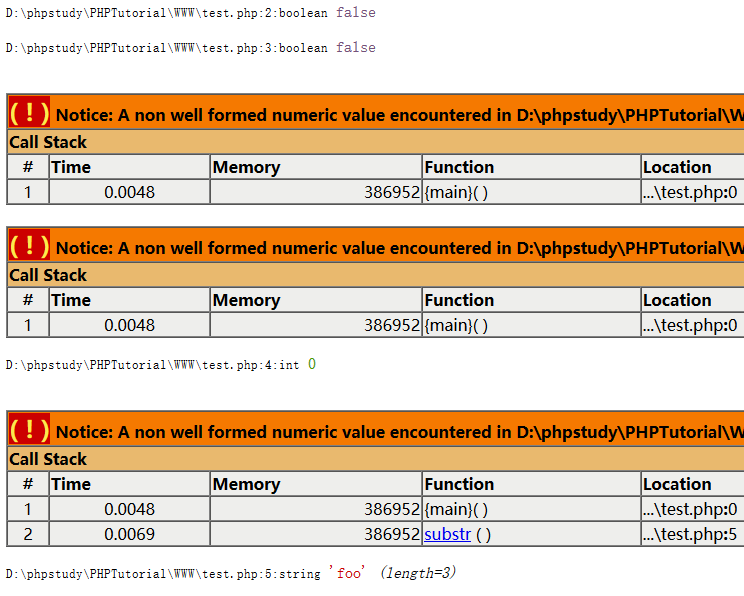 D:\phpstudy\PHPTutorial\WWW\test.php:2:boolean false
D:\phpstudy\PHPTutorial\WWW\test.php:3:boolean false
( ! ) Notice: A non well formed numeric value encountered in D:\phpstudy\PHPTutorial\W
Call Stack
# Time Memory Function Location
1 0.0048 386952 {main}( ) ...\test.php:0
( ! ) Notice: A non well formed numeric value encountered in D:\phpstudy\PHPTutorial\W
Call Stack
# Time Memory Function Location
1 0.0048 386952 {main}( ) ...\test.php:0
D:\phpstudy\PHPTutorial\WWW\test.php:4:int 0
( ! ) Notice: A non well formed numeric value encountered in D:\phpstudy\PHPTutorial\W
Call Stack
# Time Memory Function Location
1 0.0048 386952 {main}( ) ...\test.php:0
2 0.0069 386952 substr ( ) ...\test.php:5
D:\phpstudy\PHPTutorial\WWW\test.php:5:string 'foo' (length=3)